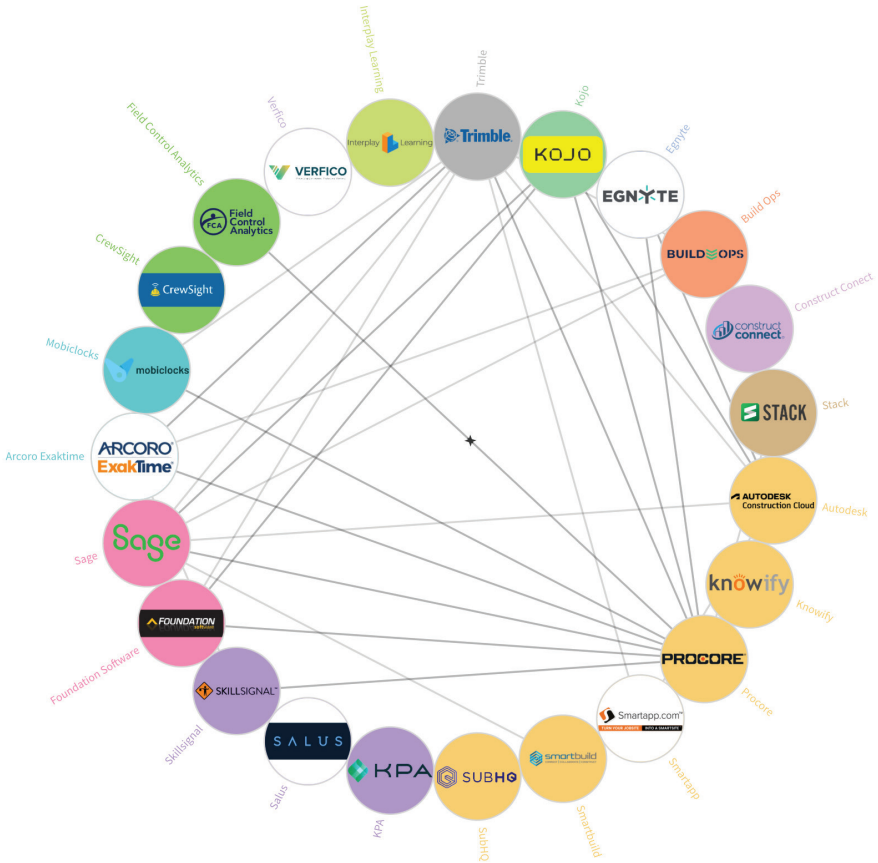 Trimble
Trimble
Kojo
KOJO
Egnyte
EGNYTE
Build Ops
BUILD OPS
Construct Conect
construct
connect
Stack
STACK
Autodesk
AUTODESK
Construction Cloud
Knowify
knowify
Procore
PROCORE
Smartapp
Smartapp.com™
Smartbuild
smartbuild
SubHQ
SUBHQ
KPA
KPA
Salus
SALUS
Skillsignal
SKILLSIGNAL
Foundation Software
FOUNDATION
software
Sage
Sage
Arcoro Exaktime
ARCORO
ExakTime
Mobiclocks
mobiclocks
CrewSight
CrewSight
Field Control Analytics
FCA
Field
Control
Analytics
Verfico
VERFICO
Interplay Learning
Interplay Learning